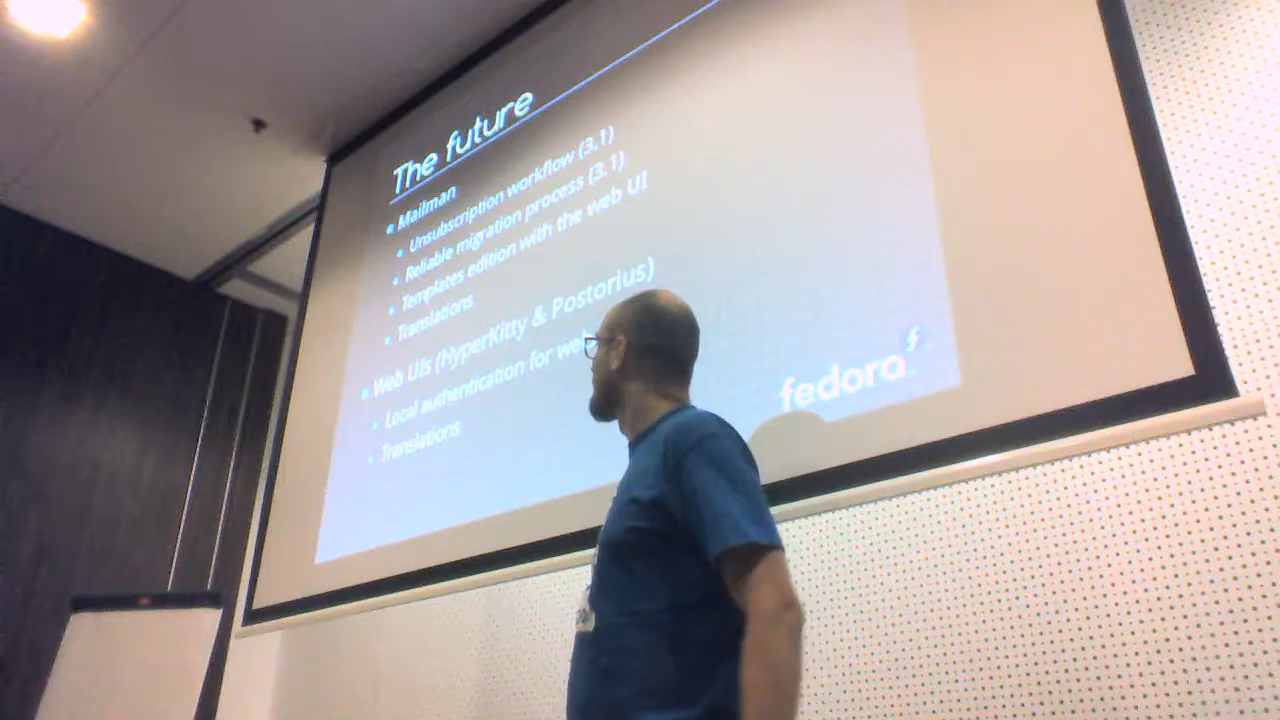 The future
Mailman
Unsubscription workflow (3.1)
Reliable migration process (3.1)
Templates edition with the web UI
Translations
Web UIs (HyperKitty & Postorius)
Local authentication for web
Translations
fedora